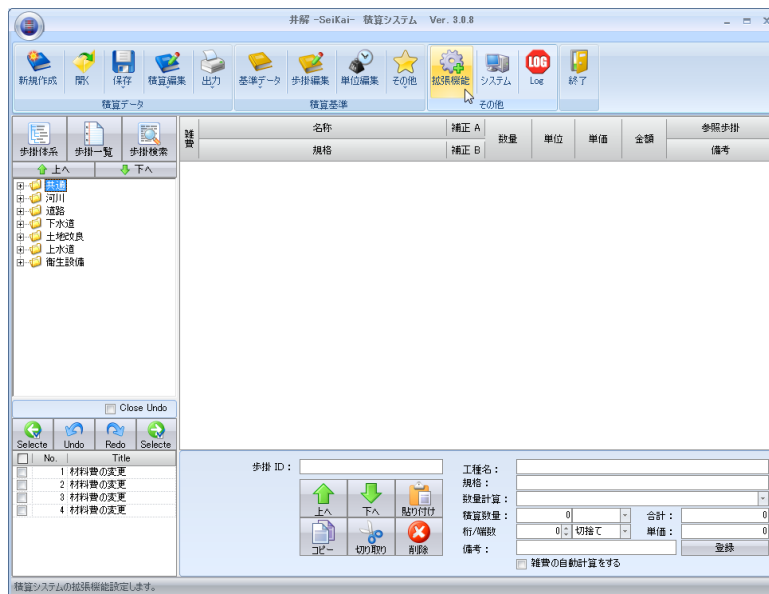 井解 -SeiKai- 積算システム Ver. 3.0.8
新規作成 開く 保存 積算編集 出力 基準データ 歩掛編集 単位編集 その他 拡張機能 システム Log 終了
LOG
積算データ 積算基準 その他
歩掛体系 歩掛一覧 歩掛検索
上へ 下へ
雑費 名称 補正 A 数量 単位 単価 金額 参照歩掛
規格 補正 B 備考
共通
河川
道路
下水道
土地改良
上水道
衛生設備
Close Undo
Selecte Undo Redo Selecte
No. Title
1 材料費の変更
2 材料費の変更
3 材料費の変更
4 材料費の変更
歩掛 ID：
上へ 下へ 貼り付け
コピー 切り取り 削除
工種名：
規格：
数量計算：
積算数量： 0 合計： 0
桁/端数 0 切捨て 単価： 0
備考： 登録
雑費の自動計算をする
積算システムの拡張機能設定します。